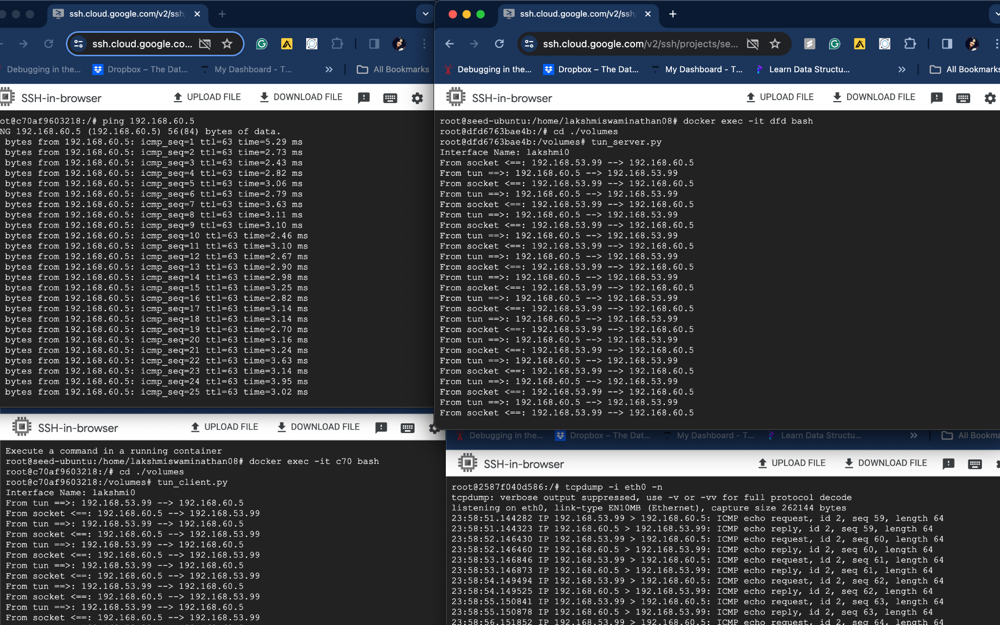 ssh.cloud.google.com/v2/ssh
ssh.cloud.google.co...
Debugging in the...
Dropbox – The Dat...
My Dashboard - T...
All Bookmarks
SSH-in-browser
UPLOAD FILE
DOWNLOAD FILE
ot@c70af9603218:/# ping 192.168.60.5
NG 192.168.60.5 (192.168.60.5) 56(84) bytes of data.
bytes from 192.168.60.5: icmp_seq=1 ttl=63 time=5.29 ms
bytes from 192.168.60.5: icmp_seq=2 ttl=63 time=2.73 ms
bytes from 192.168.60.5: icmp_seq=3 ttl=63 time=2.43 ms
bytes from 192.168.60.5: icmp_seq=4 ttl=63 time=2.82 ms
bytes from 192.168.60.5: icmp_seq=5 ttl=63 time=3.06 ms
bytes from 192.168.60.5: icmp_seq=6 ttl=63 time=2.79 ms
bytes from 192.168.60.5: icmp_seq=7 ttl=63 time=3.63 ms
bytes from 192.168.60.5: icmp_seq=8 ttl=63 time=3.11 ms
bytes from 192.168.60.5: icmp_seq=9 ttl=63 time=3.10 ms
bytes from 192.168.60.5: icmp_seq=10 ttl=63 time=2.46 ms
bytes from 192.168.60.5: icmp_seq=11 ttl=63 time=3.10 ms
bytes from 192.168.60.5: icmp_seq=12 ttl=63 time=2.67 ms
bytes from 192.168.60.5: icmp_seq=13 ttl=63 time=2.90 ms
bytes from 192.168.60.5: icmp_seq=14 ttl=63 time=2.98 ms
bytes from 192.168.60.5: icmp_seq=15 ttl=63 time=3.25 ms
bytes from 192.168.60.5: icmp_seq=16 ttl=63 time=2.82 ms
bytes from 192.168.60.5: icmp_seq=17 ttl=63 time=3.14 ms
bytes from 192.168.60.5: icmp_seq=18 ttl=63 time=3.14 ms
bytes from 192.168.60.5: icmp_seq=19 ttl=63 time=2.70 ms
bytes from 192.168.60.5: icmp_seq=20 ttl=63 time=3.16 ms
bytes from 192.168.60.5: icmp_seq=21 ttl=63 time=3.24 ms
bytes from 192.168.60.5: icmp_seq=22 ttl=63 time=3.63 ms
bytes from 192.168.60.5: icmp_seq=23 ttl=63 time=3.14 ms
bytes from 192.168.60.5: icmp_seq=24 ttl=63 time=3.95 ms
bytes from 192.168.60.5: icmp_seq=25 ttl=63 time=3.02 ms
ssh.cloud.google.com/v2/ssh/
ssh.cloud.google.com/v2/ssh/projects/se...
Debugging in the...
Dropbox – The Dat...
My Dashboard - T...
Learn Data Structu...
All Bookmarks
SSH-in-browser
UPLOAD FILE
DOWNLOAD FILE
root@seed-ubuntu:/home/lakshmiswaminathan08# docker exec -it dfd bash
root@dfd6763bae4b:/# cd ./volumes
root@dfd6763bae4b:/volumes# tun_server.py
Interface Name: lakshmi0
From socket <==: 192.168.53.99 --> 192.168.60.5
From tun ==>: 192.168.60.5 --> 192.168.53.99
From socket <==: 192.168.53.99 --> 192.168.60.5
From tun ==>: 192.168.60.5 --> 192.168.53.99
From socket <==: 192.168.53.99 --> 192.168.60.5
From tun ==>: 192.168.60.5 --> 192.168.53.99
From socket <==: 192.168.53.99 --> 192.168.60.5
From tun ==>: 192.168.60.5 --> 192.168.53.99
From socket <==: 192.168.53.99 --> 192.168.60.5
From tun ==>: 192.168.60.5 --> 192.168.53.99
From socket <==: 192.168.53.99 --> 192.168.60.5
From tun ==>: 192.168.60.5 --> 192.168.53.99
From socket <==: 192.168.53.99 --> 192.168.60.5
From tun ==>: 192.168.60.5 --> 192.168.53.99
From socket <==: 192.168.53.99 --> 192.168.60.5
From tun ==>: 192.168.60.5 --> 192.168.53.99
From socket <==: 192.168.53.99 --> 192.168.60.5
From tun ==>: 192.168.60.5 --> 192.168.53.99
From socket <==: 192.168.53.99 --> 192.168.60.5
From tun ==>: 192.168.60.5 --> 192.168.53.99
From socket <==: 192.168.53.99 --> 192.168.60.5
From tun ==>: 192.168.60.5 --> 192.168.53.99
From socket <==: 192.168.53.99 --> 192.168.60.5
From tun ==>: 192.168.60.5 --> 192.168.53.99
From socket <==: 192.168.53.99 --> 192.168.60.5
SSH-in-browser
UPLOAD FILE
DOWNLOAD FILE
Execute a command in a running container
root@seed-ubuntu:/home/lakshmiswaminathan08# docker exec -it c70 bash
root@c70af9603218:/# cd ./volumes
root@c70af9603218:/volumes# tun_client.py
Interface Name: lakshmi0
From tun ==>: 192.168.53.99 --> 192.168.60.5
From socket <==: 192.168.60.5 --> 192.168.53.99
From tun ==>: 192.168.53.99 --> 192.168.60.5
From socket <==: 192.168.60.5 --> 192.168.53.99
From tun ==>: 192.168.53.99 --> 192.168.60.5
From socket <==: 192.168.60.5 --> 192.168.53.99
From tun ==>: 192.168.53.99 --> 192.168.60.5
From socket <==: 192.168.60.5 --> 192.168.53.99
From tun ==>: 192.168.53.99 --> 192.168.60.5
From socket <==: 192.168.60.5 --> 192.168.53.99
From tun ==>: 192.168.53.99 --> 192.168.60.5
From socket <==: 192.168.60.5 --> 192.168.53.99
Debugging in the...
Dropbox – The Dat...
My Dashboard - T...
Learn Data Structu...
All Bookma
SSH-in-browser
UPLOAD FILE
DOWNLOAD FILE
root@2587f040d586:/# tcpdump -i eth0 -n
tcpdump: verbose output suppressed, use -v or -vv for full protocol decode
listening on eth0, link-type EN10MB (Ethernet), capture size 262144 bytes
23:58:51.144282 IP 192.168.53.99 > 192.168.60.5: ICMP echo request, id 2, seq 59, length 64
23:58:51.144323 IP 192.168.60.5 > 192.168.53.99: ICMP echo reply, id 2, seq 59, length 64
23:58:52.146430 IP 192.168.53.99 > 192.168.60.5: ICMP echo request, id 2, seq 60, length 64
23:58:52.146460 IP 192.168.60.5 > 192.168.53.99: ICMP echo reply, id 2, seq 60, length 64
23:58:53.146846 IP 192.168.53.99 > 192.168.60.5: ICMP echo request, id 2, seq 61, length 64
23:58:53.146873 IP 192.168.60.5 > 192.168.53.99: ICMP echo reply, id 2, seq 61, length 64
23:58:54.149494 IP 192.168.53.99 > 192.168.60.5: ICMP echo request, id 2, seq 62, length 64
23:58:54.149525 IP 192.168.60.5 > 192.168.53.99: ICMP echo reply, id 2, seq 62, length 64
23:58:55.150841 IP 192.168.53.99 > 192.168.60.5: ICMP echo request, id 2, seq 63, length 64
23:58:55.150878 IP 192.168.60.5 > 192.168.53.99: ICMP echo reply, id 2, seq 63, length 64
23:58:56.151852 IP 192.168.53.99 > 192.168.60.5: ICMP echo request, id 2, seq 64, length 64